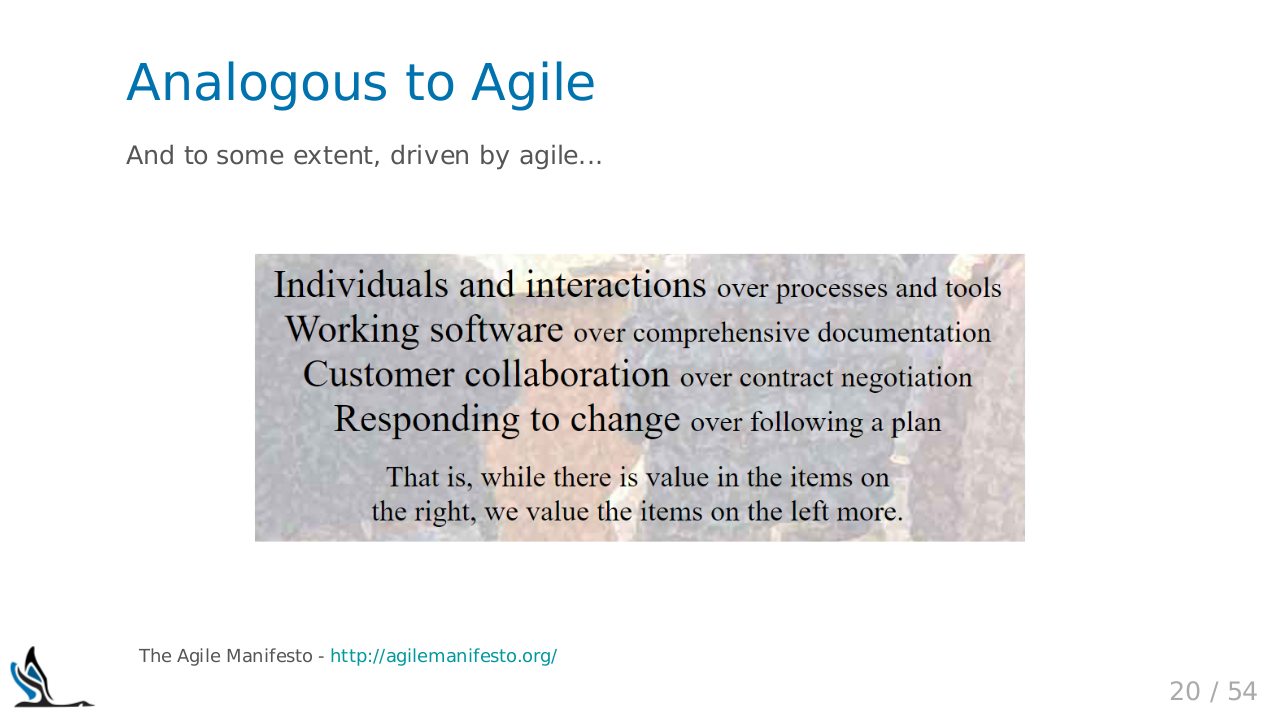 Analogous to Agile
And to some extent, driven by agile...
Individuals and interactions over processes and tools
Working software over comprehensive documentation
Customer collaboration over contract negotiation
Responding to change over following a plan
That is, while there is value in the items on
the right, we value the items on the left more.
The Agile Manifesto - http://agilemanifesto.org/
20 / 54